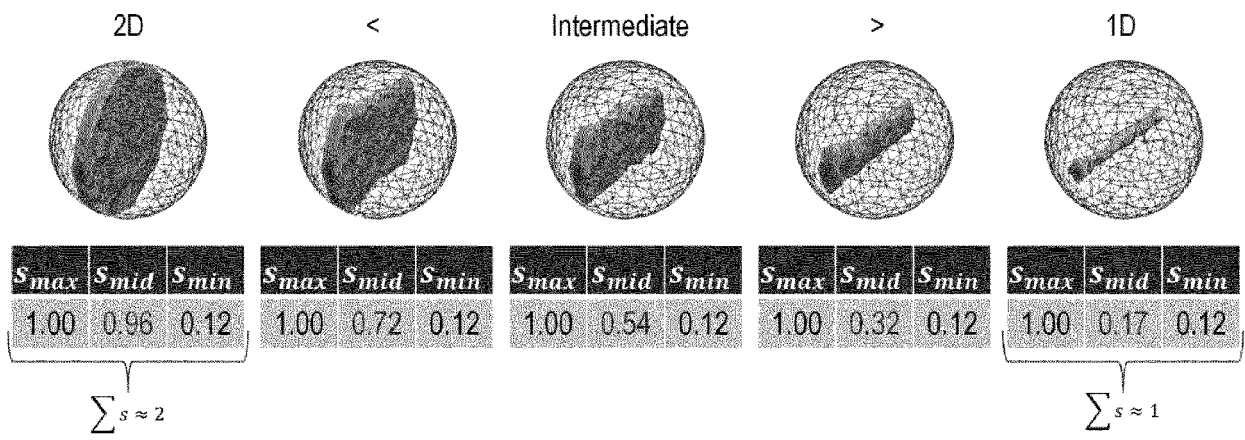 2D < Intermediate > 1D
s_max s_mid s_min s_max s_mid s_min s_max s_mid s_min s_max s_mid s_min s_max s_mid s_min
1.00 0.96 0.12 1.00 0.72 0.12 1.00 0.54 0.12 1.00 0.32 0.12 1.00 0.17 0.12
∑ s ≈ 2 ∑ s ≈ 1